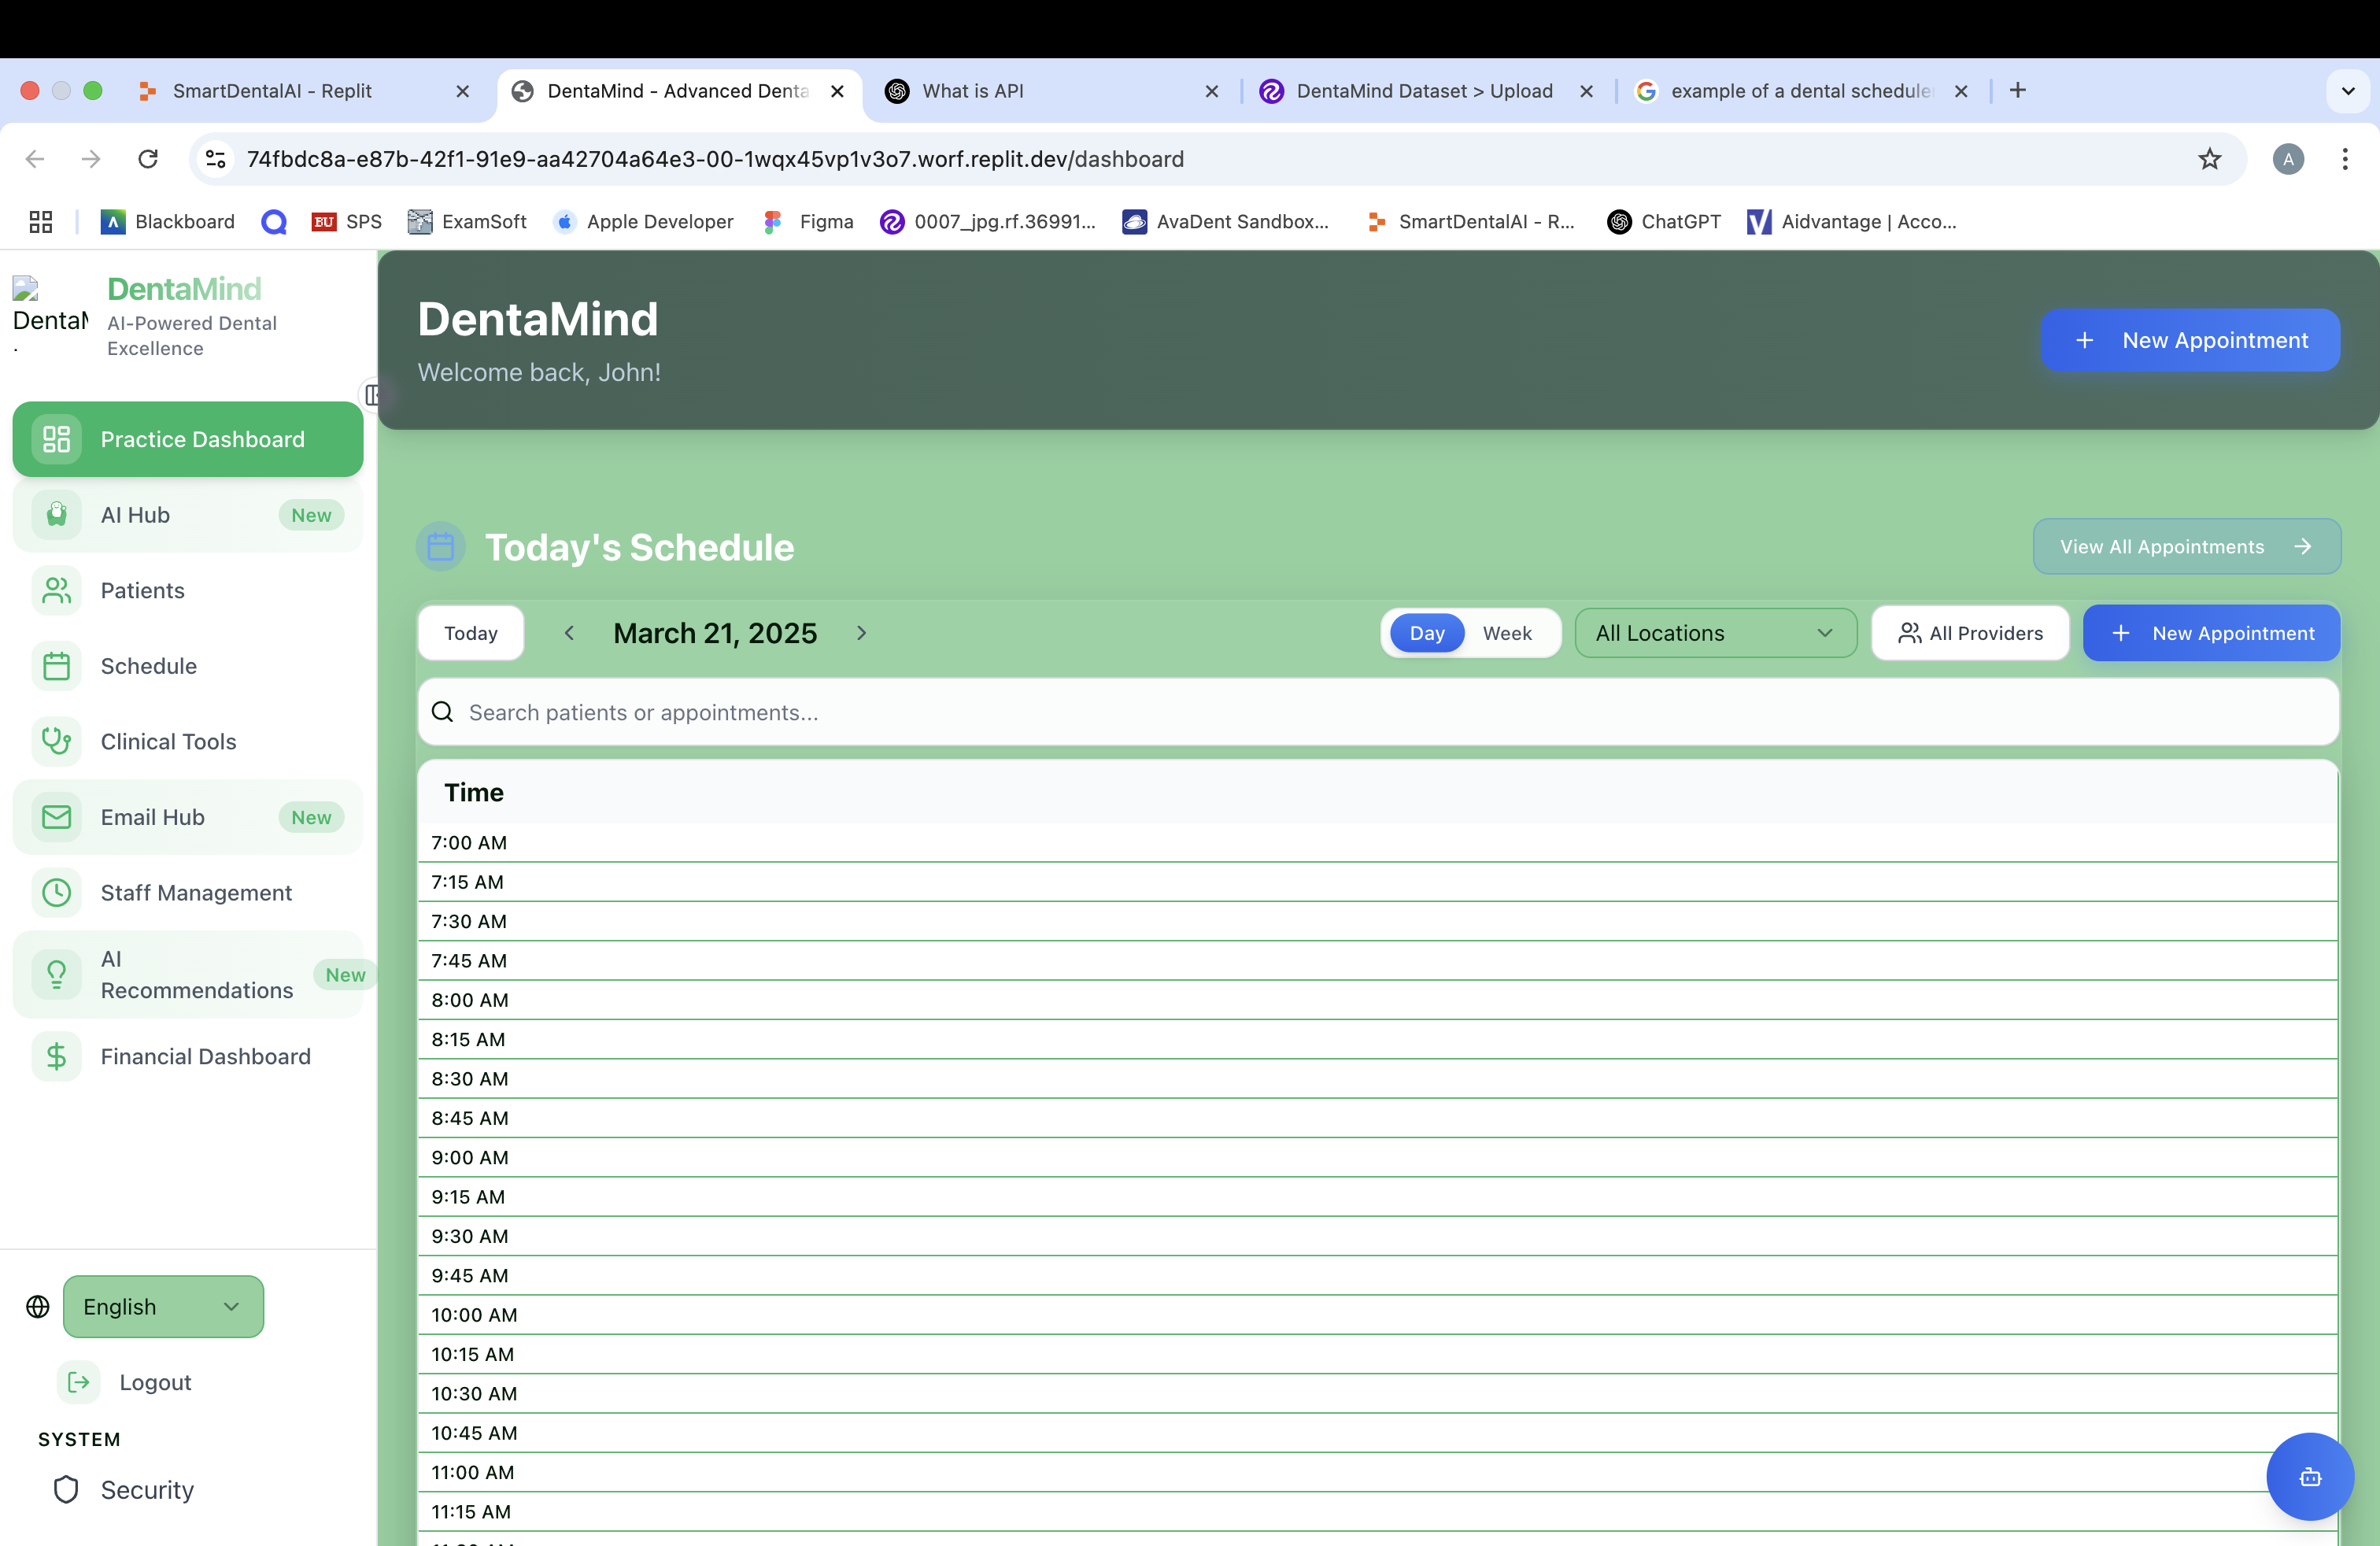 SmartDentalAI - Replit
DentaMind - Advanced Denta
What is API
DentaMind Dataset > Upload
example of a dental schedule
74fbdc8a-e87b-42f1-91e9-aa42704a64e3-00-1wqx45vp1v3o7.worf.replit.dev/dashboard
A
Blackboard
BU SPS
ExamSoft
Apple Developer
Figma
0007_jpg.rf.36991...
AvaDent Sandbox...
SmartDentalAI - R...
ChatGPT
Aidvantage | Acco...
DentaMind
AI-Powered Dental
Excellence
Practice Dashboard
AI Hub New
Patients
Schedule
Clinical Tools
Email Hub New
Staff Management
AI
Recommendations New
Financial Dashboard
English
Logout
SYSTEM
Security
DentaMind
Welcome back, John!
New Appointment
Today's Schedule
View All Appointments
Today
March 21, 2025
Day Week
All Locations
All Providers
New Appointment
Search patients or appointments...
Time
7:00 AM
7:15 AM
7:30 AM
7:45 AM
8:00 AM
8:15 AM
8:30 AM
8:45 AM
9:00 AM
9:15 AM
9:30 AM
9:45 AM
10:00 AM
10:15 AM
10:30 AM
10:45 AM
11:00 AM
11:15 AM